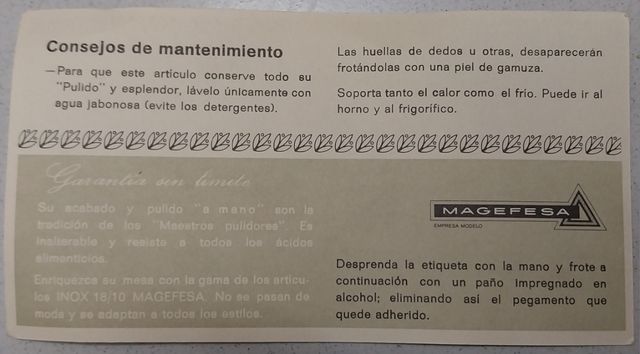 Consejos de mantenimiento
—Para que este artículo conserve todo su
"Pulido" y esplendor, lávelo únicamente con
agua jabonosa (evite los detergentes).
Las huellas de dedos u otras, desaparecerán
frotándolas con una piel de gamuza.
Soporta tanto el calor como el frío. Puede ir al
horno y al frigorífico.
Garantía sin límite
Su acabado y pulido "a mano" son la
tradición de los "Maestros pulidores". Es
inalterable y resiste a todos los ácidos
alimenticios.
Enriquezca su mesa con la gama de los artícu-
los INOX 18/10 MAGEFESA. No se pasan de
moda y se adaptan a todos los estilos.
MAGEFESA
EMPRESA MODELO
Desprenda la etiqueta con la mano y frote a
continuación con un paño impregnado en
alcohol; eliminando así el pegamento que
quede adherido.